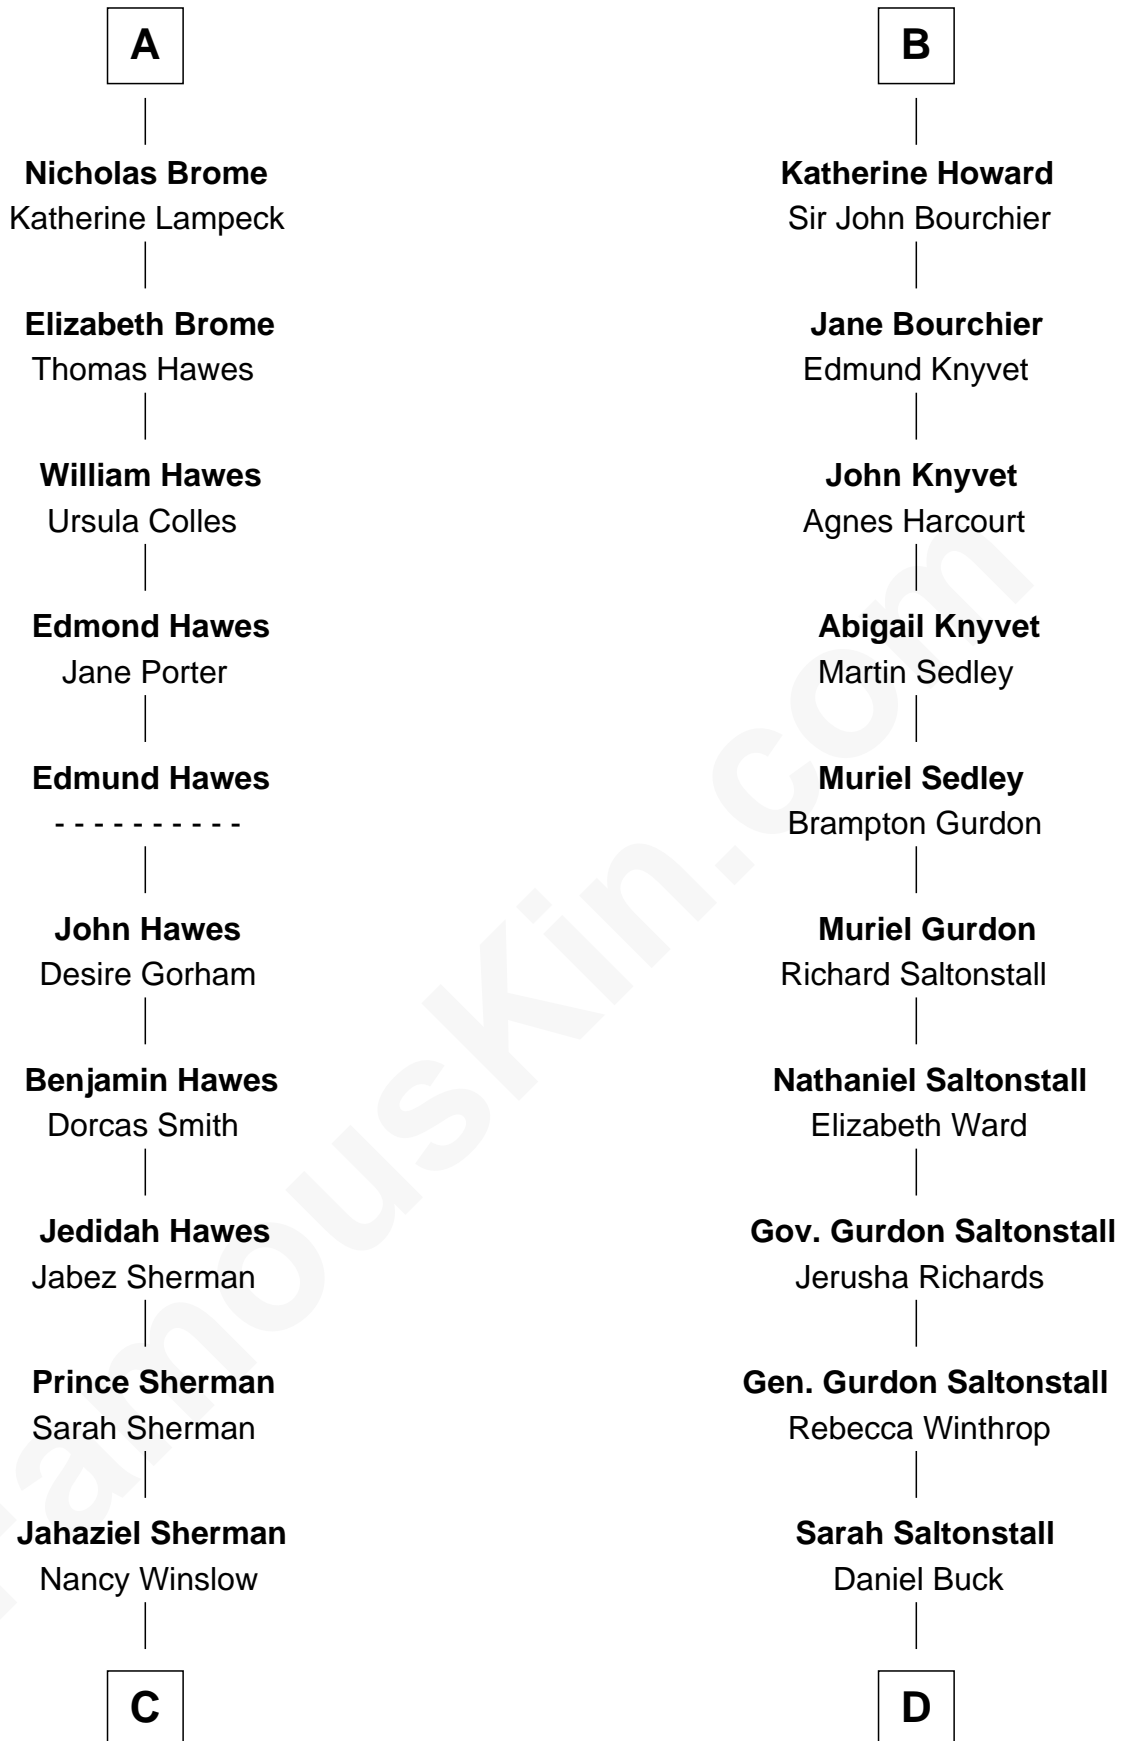 A
Nicholas Brome
Katherine Lampeck
Elizabeth Brome
Thomas Hawes
William Hawes
Ursula Colles
Edmond Hawes
Jane Porter
Edmund Hawes
- - - - - - - - - -
John Hawes
Desire Gorham
Benjamin Hawes
Dorcas Smith
Jedidah Hawes
Jabez Sherman
Prince Sherman
Sarah Sherman
Jahaziel Sherman
Nancy Winslow
C
B
Katherine Howard
Sir John Bourchier
Jane Bourchier
Edmund Knyvet
John Knyvet
Agnes Harcourt
Abigail Knyvet
Martin Sedley
Muriel Sedley
Brampton Gurdon
Muriel Gurdon
Richard Saltonstall
Nathaniel Saltonstall
Elizabeth Ward
Gov. Gurdon Saltonstall
Jerusha Richards
Gen. Gurdon Saltonstall
Rebecca Winthrop
Sarah Saltonstall
Daniel Buck
D
FamousKin.com